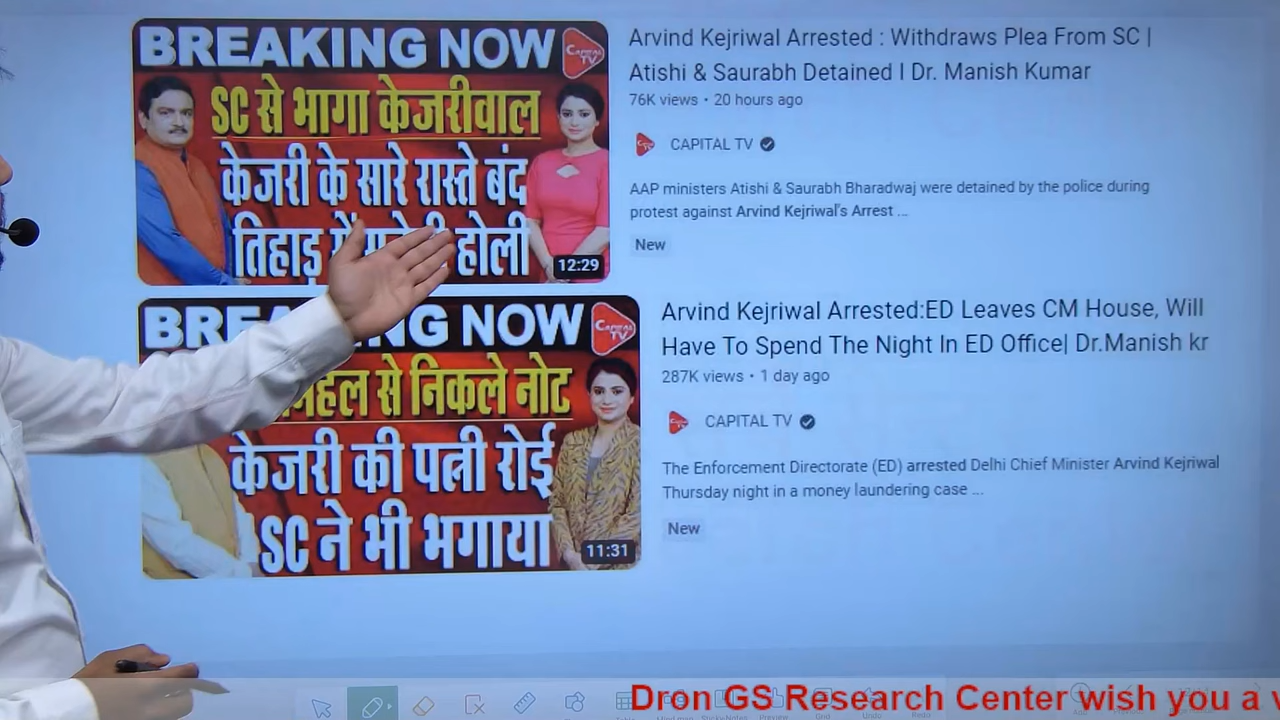 BREAKING NOW
CAPITAL TV
SC से भागा केजरीवाल
केजरी के सारे रास्ते बंद
तिहाड़ में होली
12:29
Arvind Kejriwal Arrested : Withdraws Plea From SC |
Atishi & Saurabh Detained I Dr. Manish Kumar
76K views • 20 hours ago
CAPITAL TV
AAP ministers Atishi & Saurabh Bharadwaj were detained by the police during
protest against Arvind Kejriwal's Arrest ...
New
NG NOW
CAPITAL TV
से निकले नोट
केजरी की पत्नी रोई
SC ने भी भगाया
11:31
Arvind Kejriwal Arrested:ED Leaves CM House, Will
Have To Spend The Night In ED Office| Dr.Manish kr
287K views • 1 day ago
CAPITAL TV
The Enforcement Directorate (ED) arrested Delhi Chief Minister Arvind Kejriwal
Thursday night in a money laundering case ...
New
Dron GS Research Center wish you a